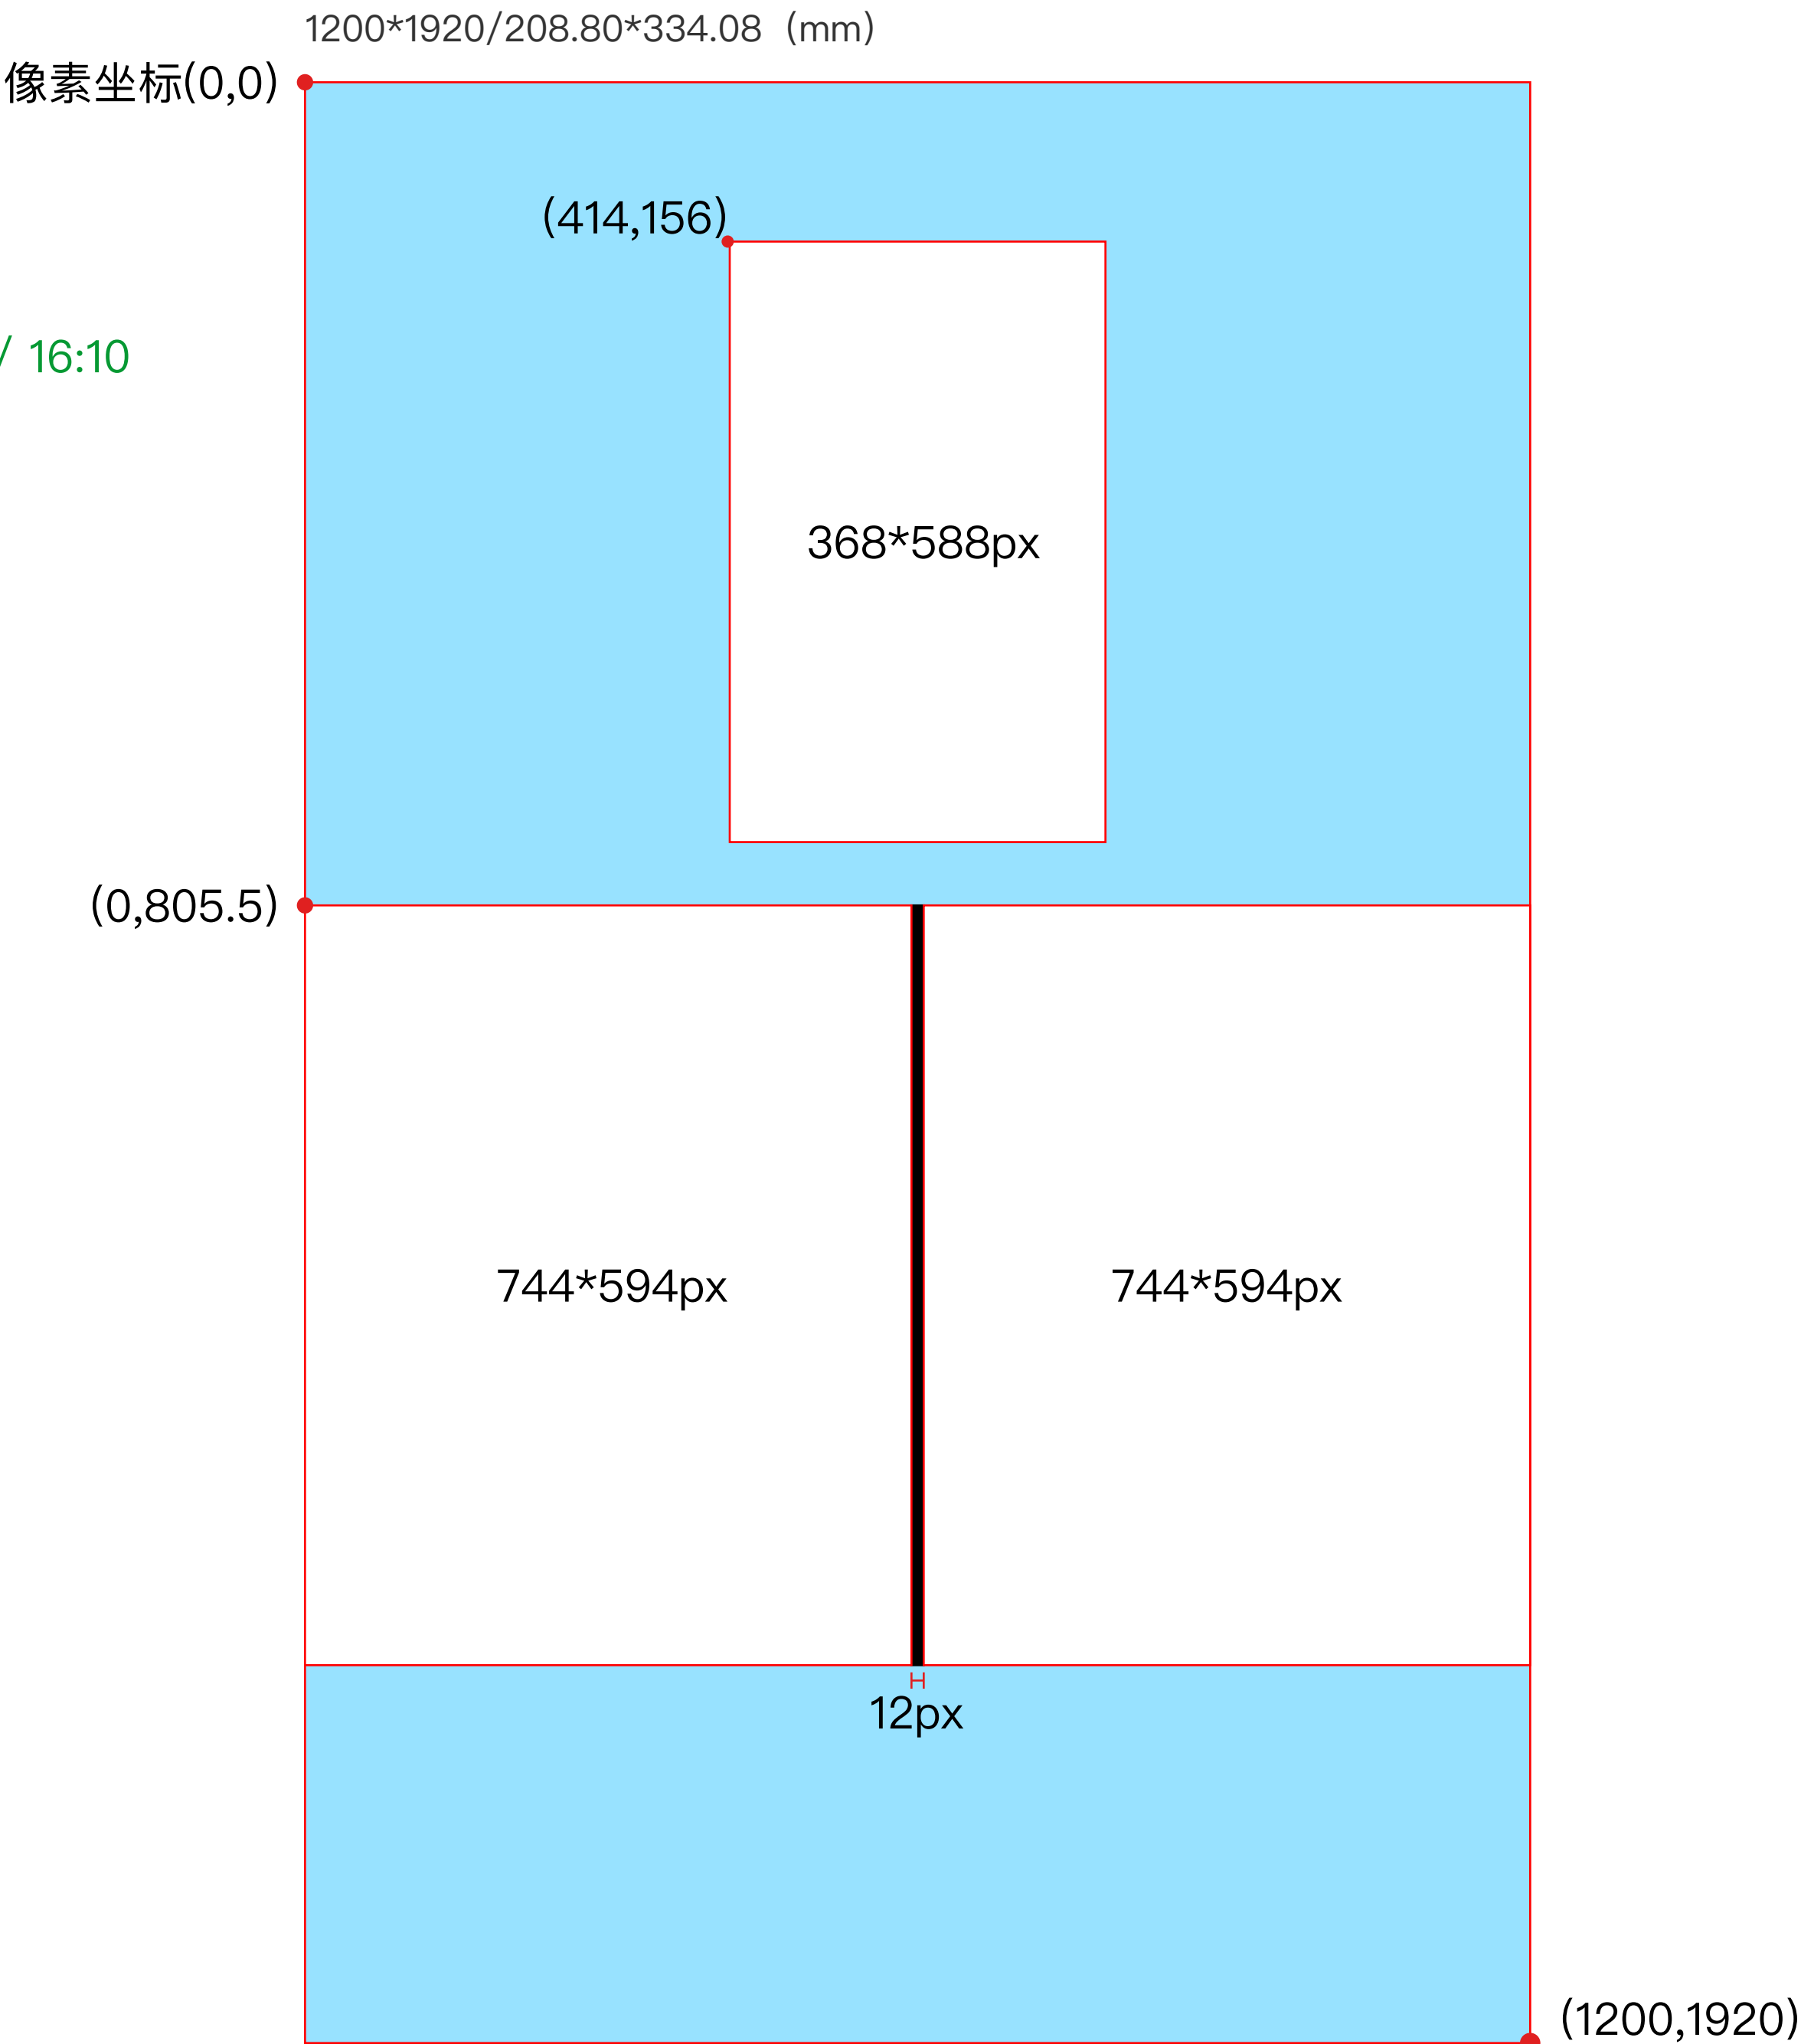 1200*1920/208.80*334.08（mm）
像素坐标(0,0)
(414,156)
/ 16:10
368*588px
(0,805.5)
744*594px
744*594px
12px
(1200,1920)